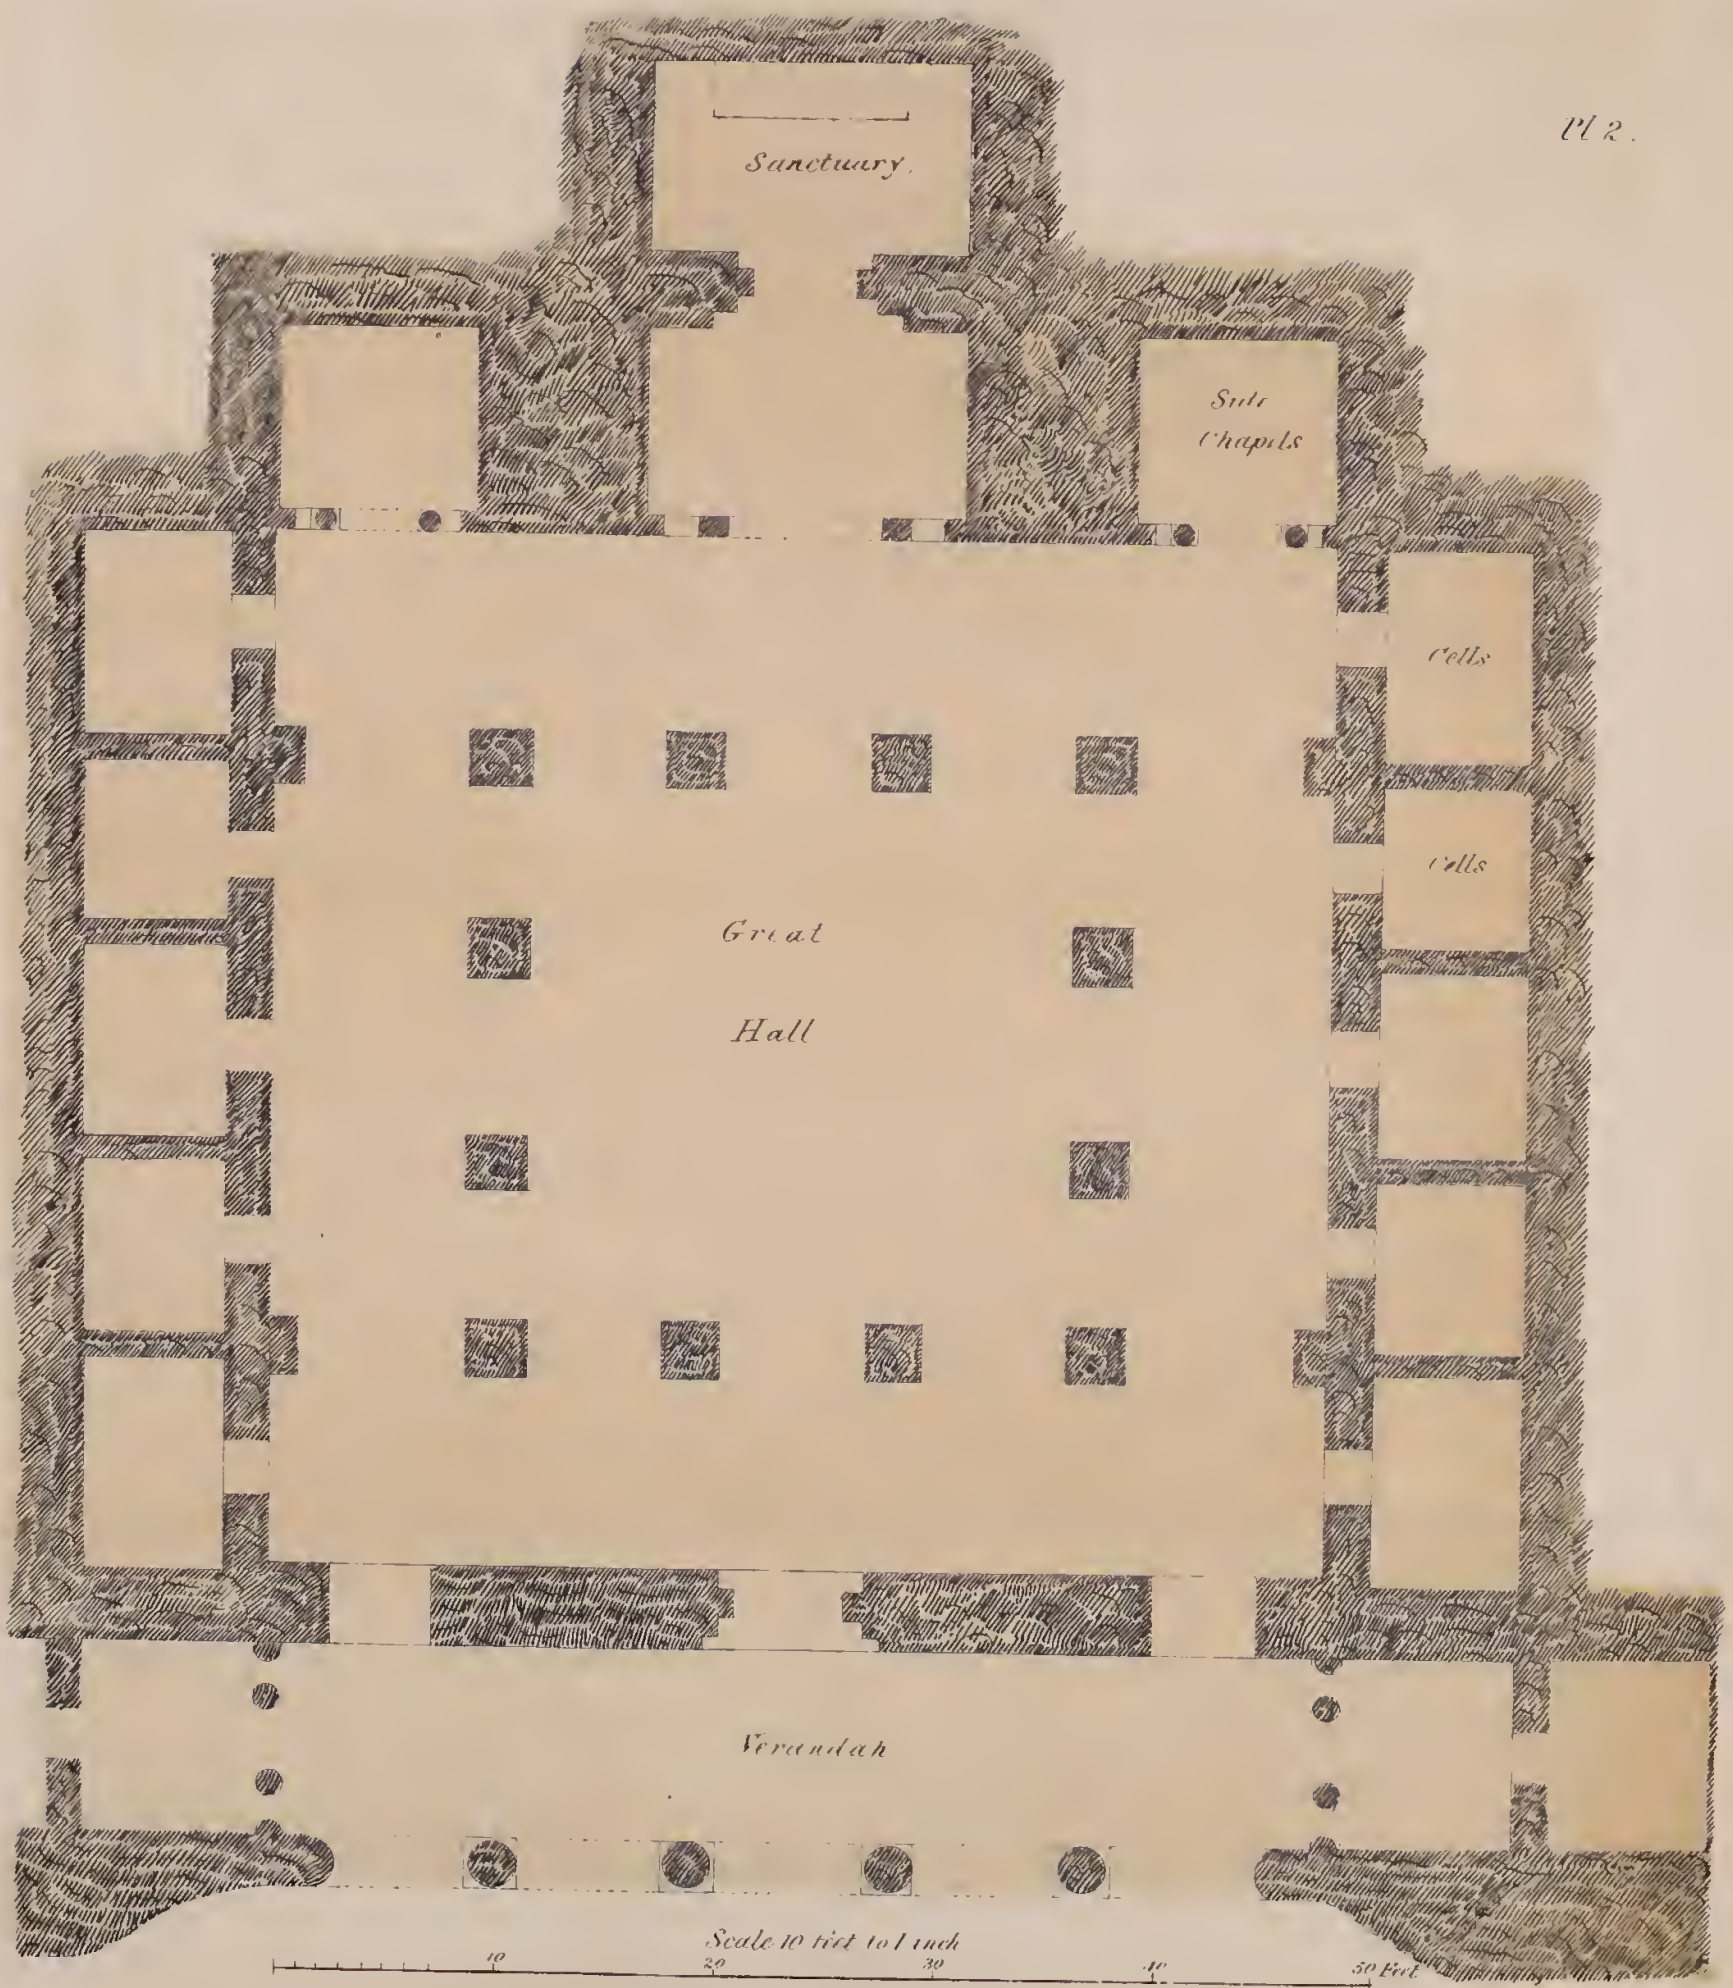 Pl 2.
Sanctuary.
Side
Chapels
Cells
Cells
Great
Hall
Verandah
Scale 10 feet to 1 inch
10 20 30 40 50 Feet